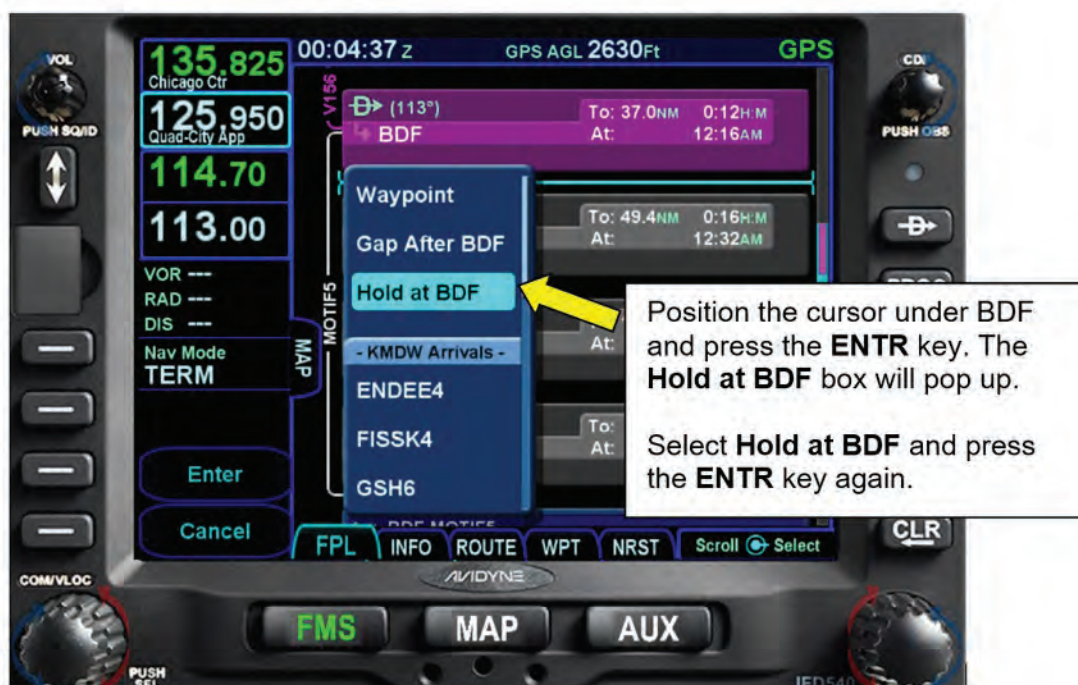 VOL
PUSH SQ/ID
135.825
Chicago Ctr
125.950
Quad-City App
114.70
113.00
VOR ---
RAD ---
DIS ---
Nav Mode
TERM
Enter
Cancel
COM/VLOC
PUSH
SEL
00:04:37 Z GPS AGL 2630Ft GPS
V156
(113°) To: 37.0NM 0:12H:M
BDF At: 12:16AM
MAP
MOTIF5
Waypoint
Gap After BDF
Hold at BDF
- KMDW Arrivals -
ENDEE4
FISSK4
GSH6
To: 49.4NM 0:16H:M
At: 12:32AM
At:
To:
At:
BDF MOTIF5
FPL INFO ROUTE WPT NRST Scroll Select
AVIDYNE
FMS MAP AUX
CDI
PUSH OBS
D
CLR
IFD540
Position the cursor under BDF
and press the ENTR key. The
Hold at BDF box will pop up.
Select Hold at BDF and press
the ENTR key again.